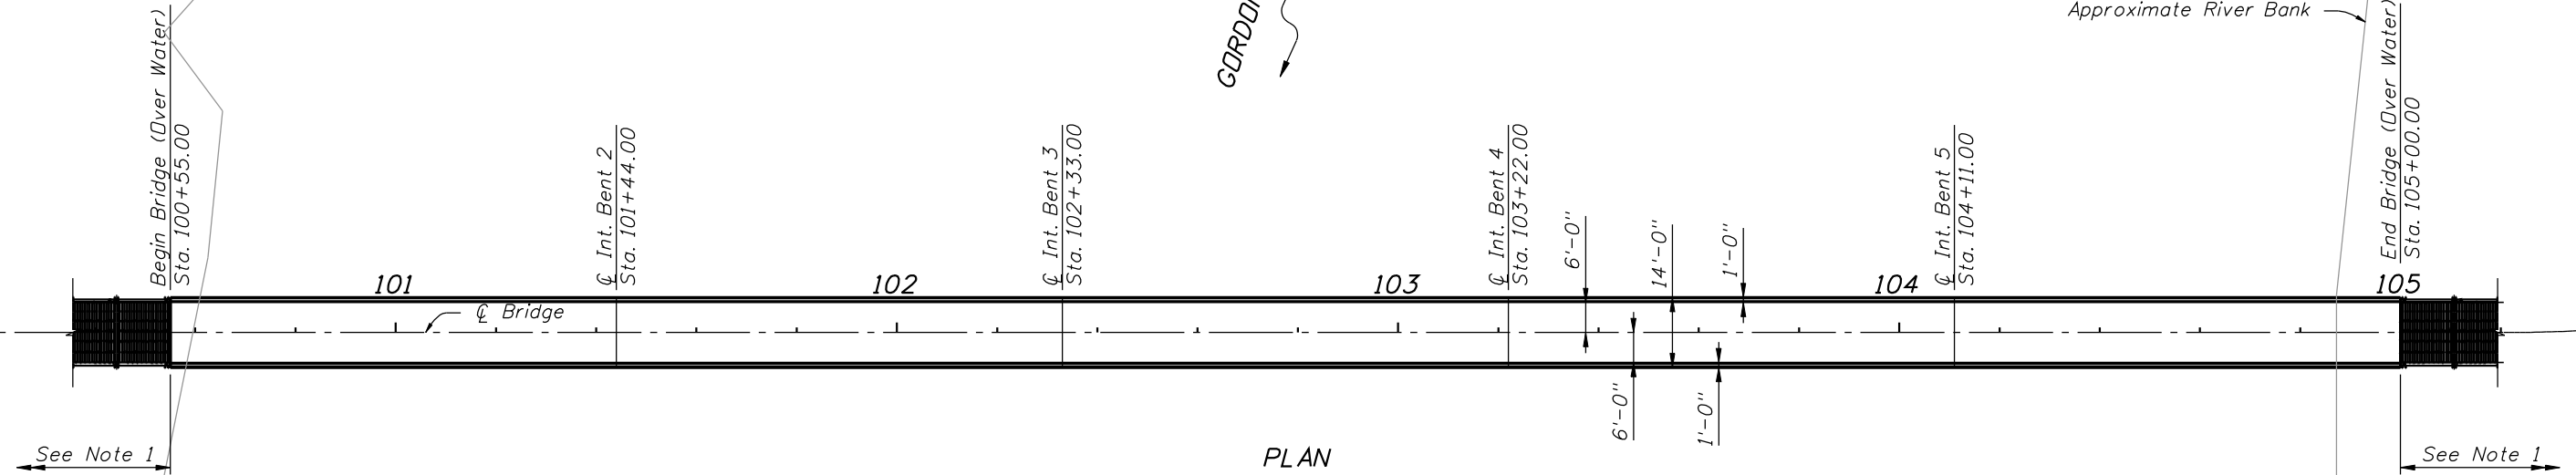 Begin Bridge (Over Water)
Sta. 100+55.00
℄ Int. Bent 2
Sta. 101+44.00
℄ Int. Bent 3
Sta. 102+33.00
℄ Int. Bent 4
Sta. 103+22.00
℄ Int. Bent 5
Sta. 104+11.00
End Bridge (Over Water)
Sta. 105+00.00
Approximate River Bank
6'-0"
14'-0"
1'-0"
101
102
103
104
105
℄ Bridge
6'-0"
1'-0"
See Note 1
PLAN
See Note 1